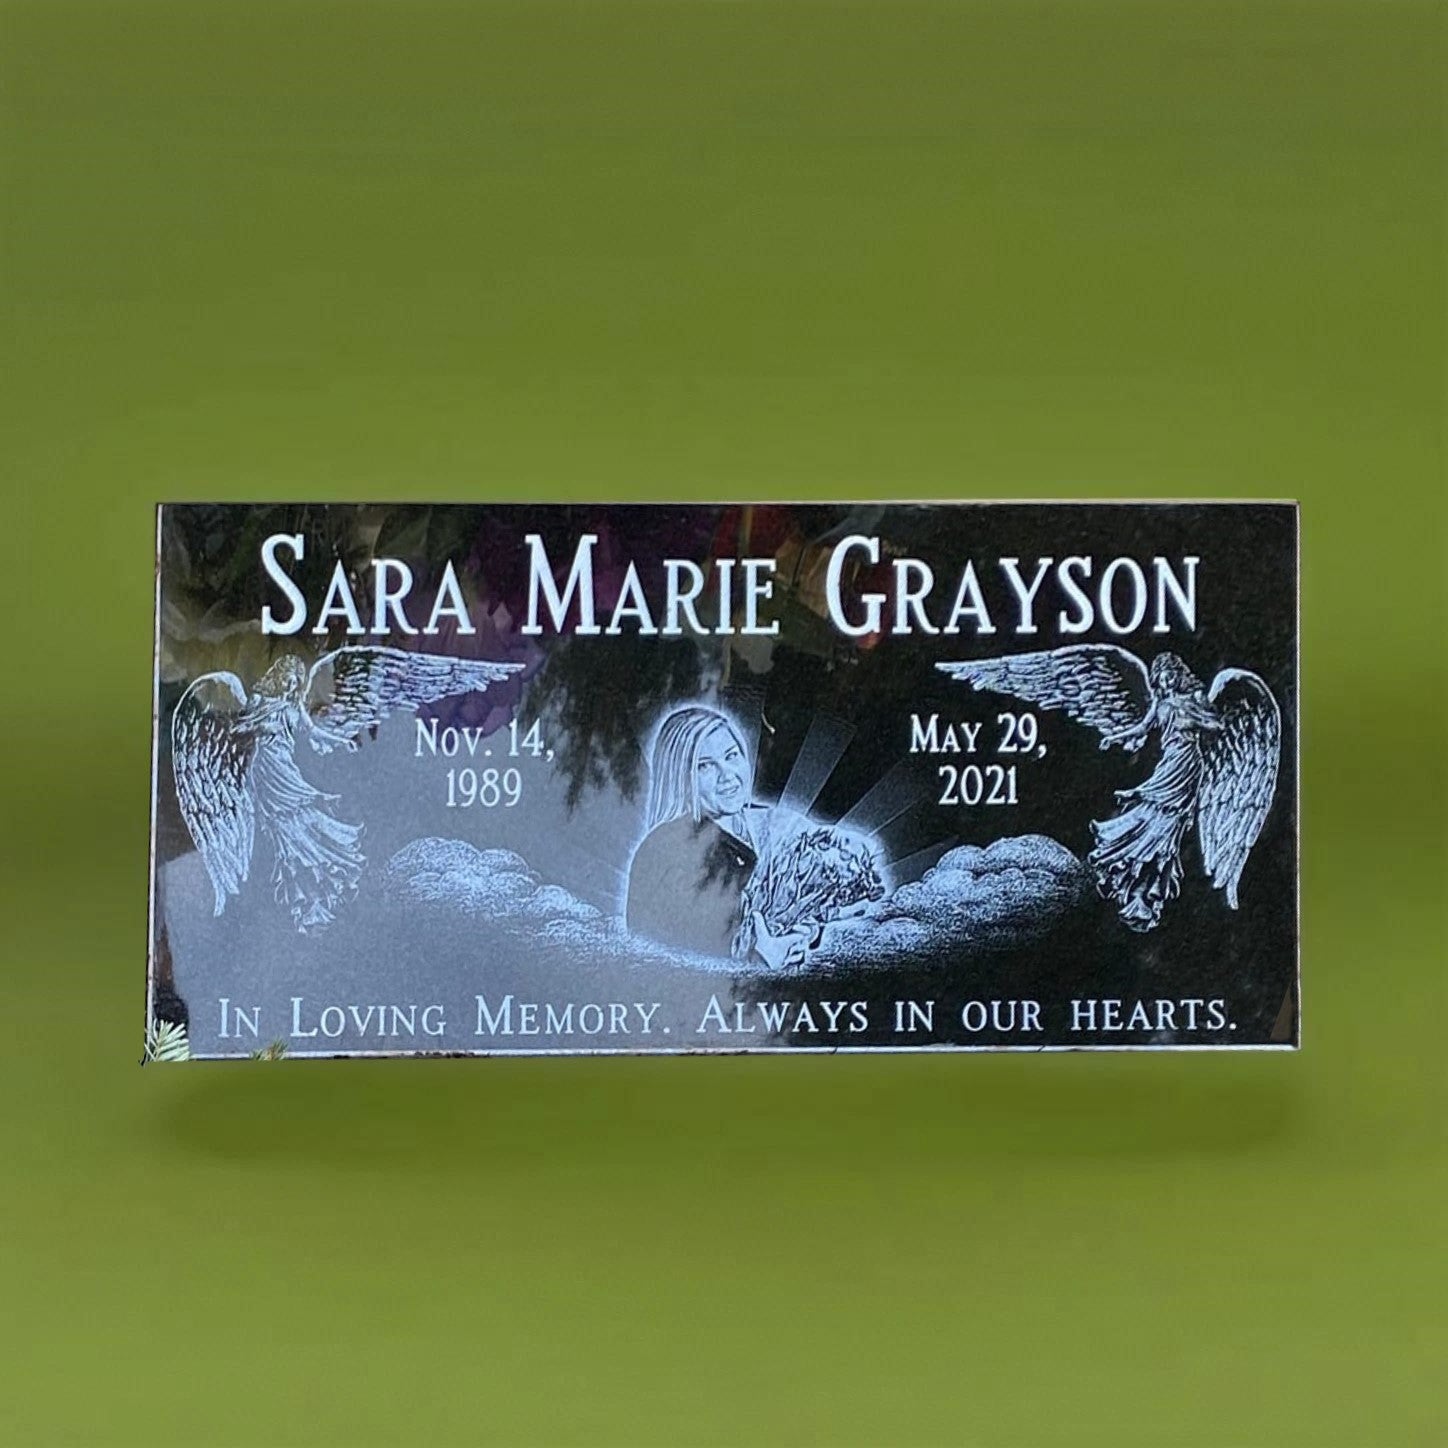 Sara Marie Grayson
Nov. 14,
1989
May 29,
2021
In Loving Memory. Always in our hearts.